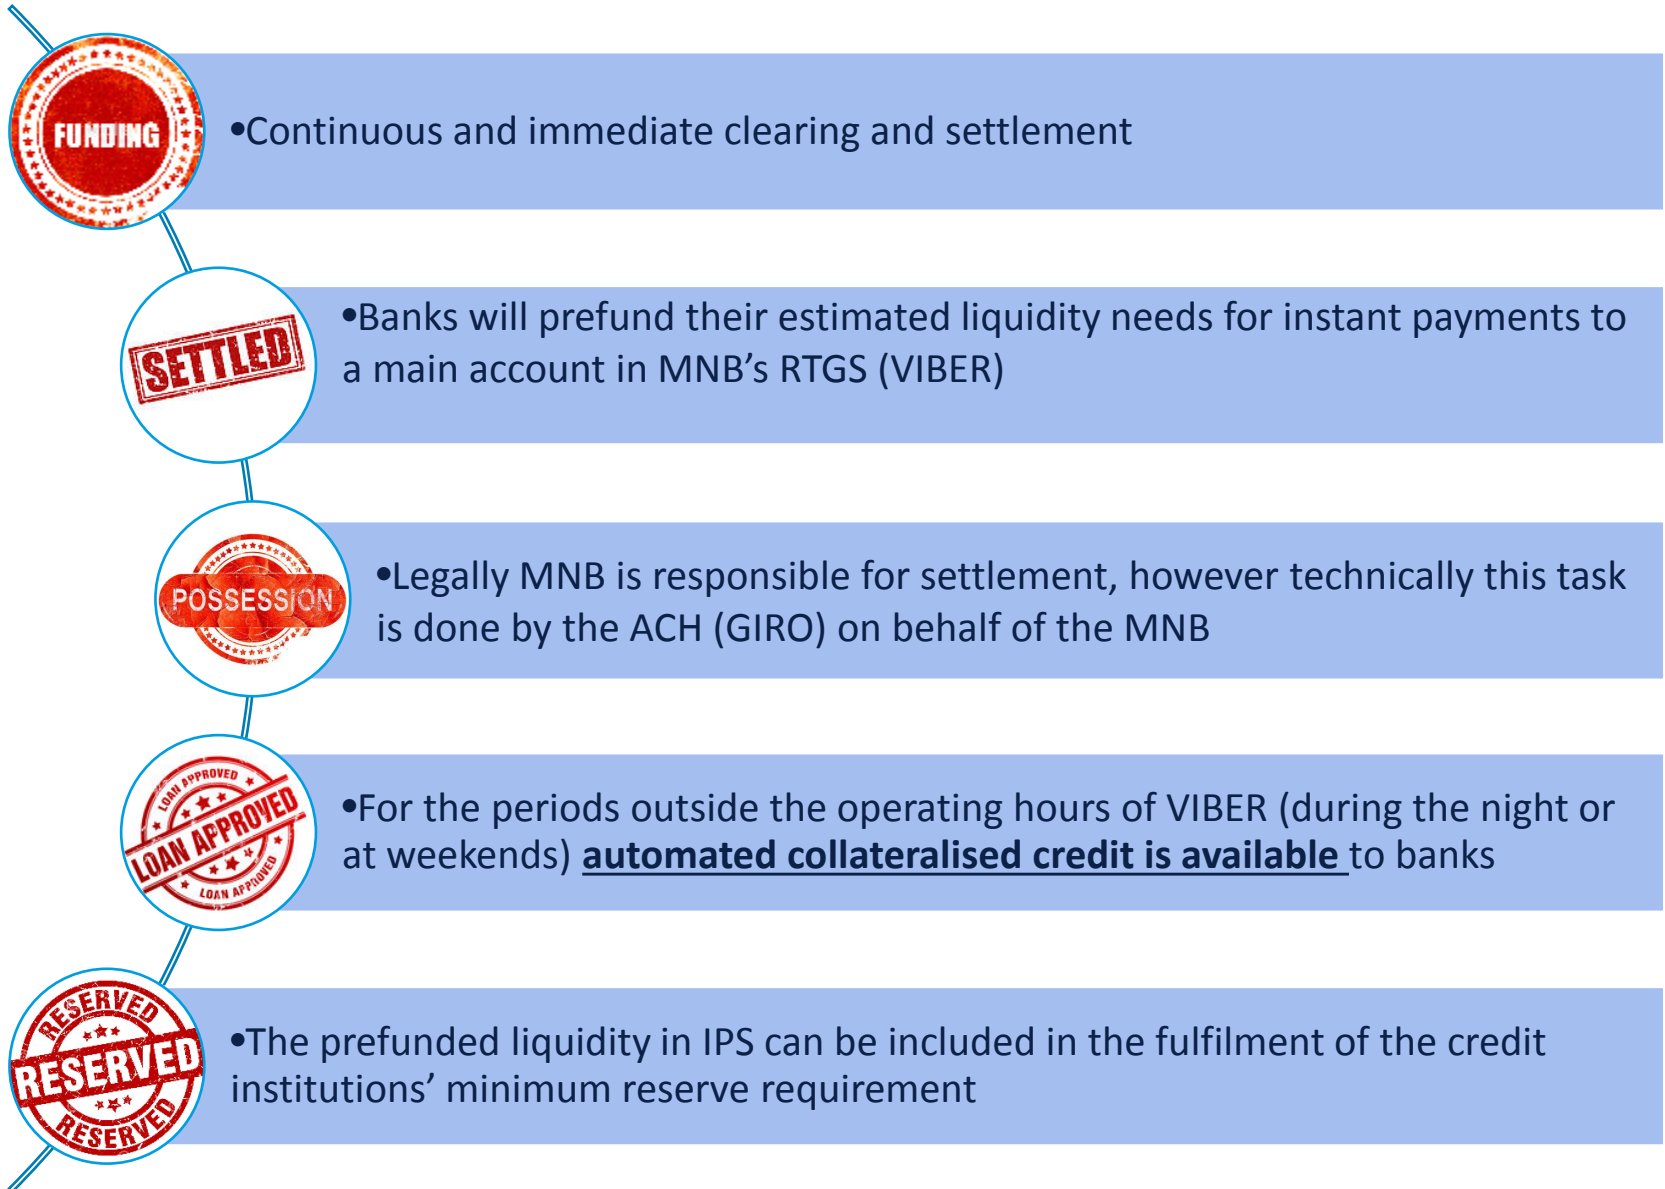 FUNDING
•Continuous and immediate clearing and settlement
SETTLED
•Banks will prefund their estimated liquidity needs for instant payments to
a main account in MNB’s RTGS (VIBER)
POSSESSION
•Legally MNB is responsible for settlement, however technically this task
is done by the ACH (GIRO) on behalf of the MNB
LOAN APPROVED
LOAN APPROVED
LOAN APPROVED
•For the periods outside the operating hours of VIBER (during the night or
at weekends) automated collateralised credit is available to banks
RESERVED
RESERVED
RESERVED
•The prefunded liquidity in IPS can be included in the fulfilment of the credit
institutions’ minimum reserve requirement